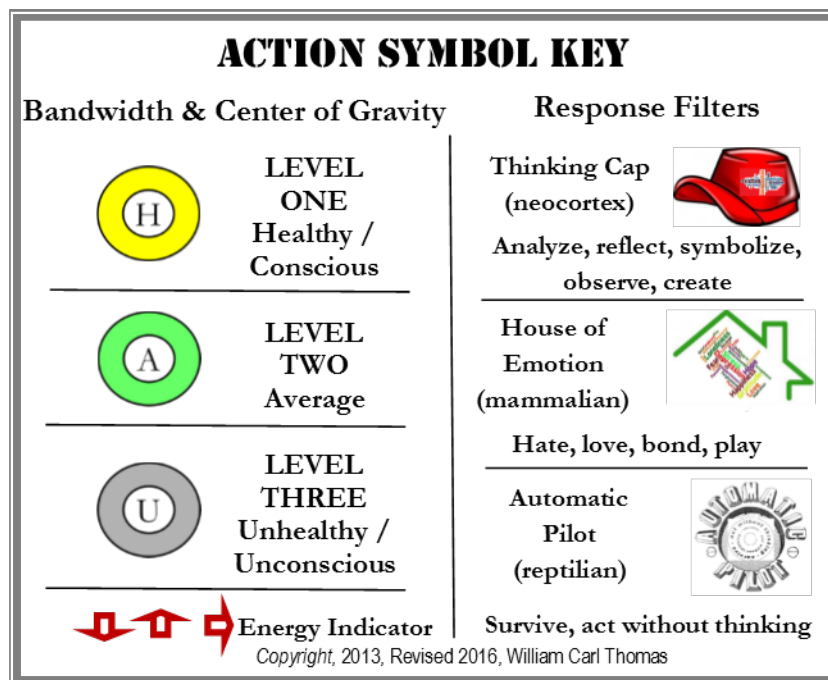 ACTION SYMBOL KEY
Bandwidth & Center of Gravity
H
LEVEL
ONE
Healthy /
Conscious
A
LEVEL
TWO
Average
U
LEVEL
THREE
Unhealthy /
Unconscious
Energy Indicator
Response Filters
Thinking Cap
(neocortex)
Analyze, reflect, symbolize,
observe, create
House of
Emotion
(mammalian)
Hate, love, bond, play
Automatic
Pilot
(reptilian)
AUTOMATIC
PILOT
Survive, act without thinking
Copyright, 2013, Revised 2016, William Carl Thomas